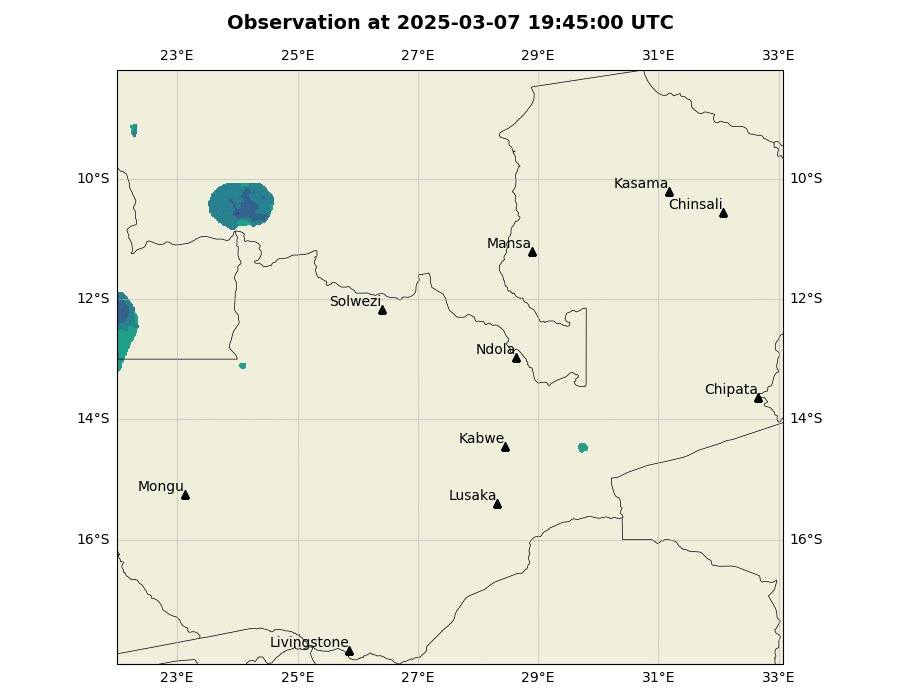 Observation at 2025-03-07 19:45:00 UTC
23°E 25°E 27°E 29°E 31°E 33°E
10°S 10°S
Kasama
Chinsali
Mansa
12°S 12°S
Solwezi
Ndola
Chipata
14°S 14°S
Kabwe
Mongu
Lusaka
16°S 16°S
Livingstone
23°E 25°E 27°E 29°E 31°E 33°E